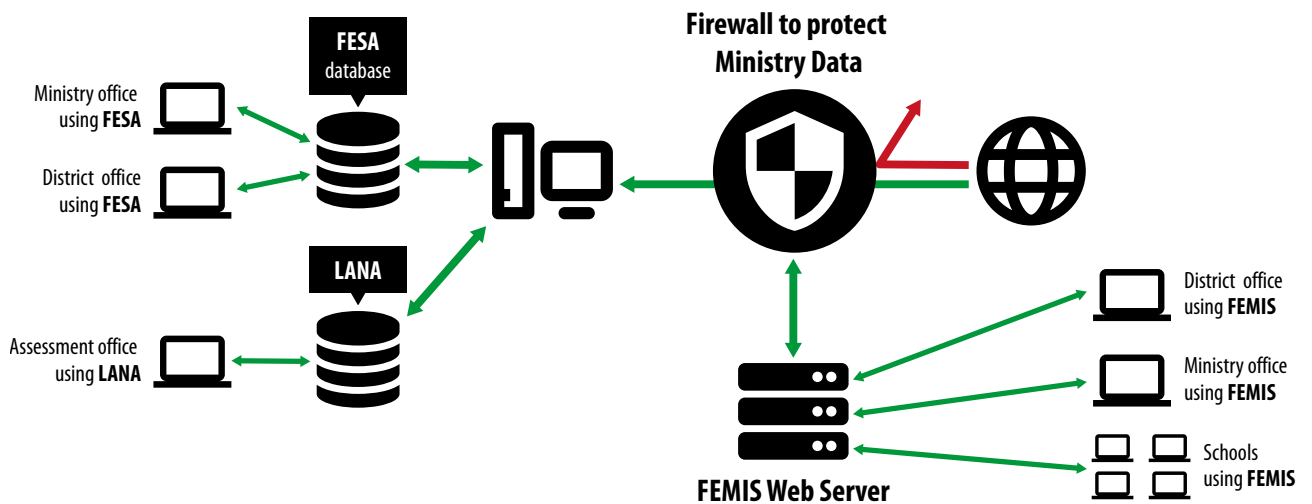 FESA
database
Firewall to protect
Ministry Data
Ministry office
using FESA
District office
using FESA
LANA
Assessment office
using LANA
District office
using FEMIS
Ministry office
using FEMIS
Schools
using FEMIS
FEMIS Web Server